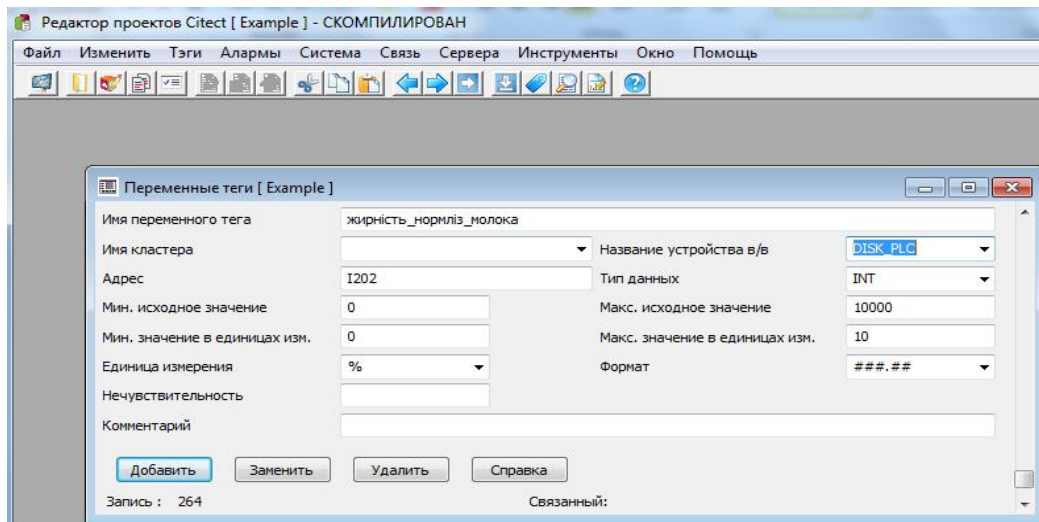 Редактор проектов Citect [ Example ] - СКОМПИЛИРОВАН
Файл Изменить Тэги Алармы Система Связь Сервера Инструменты Окно Помощь
Переменные теги [ Example ]
Имя переменного тега жирність_нормліз_молока
Имя кластера Название устройства в/в DISK_PLC
Адрес I202 Тип данных INT
Мин. исходное значение 0 Макс. исходное значение 10000
Мин. значение в единицах изм. 0 Макс. значение в единицах изм. 10
Единица измерения % Формат ###.##
Нечувствительность
Комментарий
Добавить Заменить Удалить Справка
Запись : 264 Связанный: